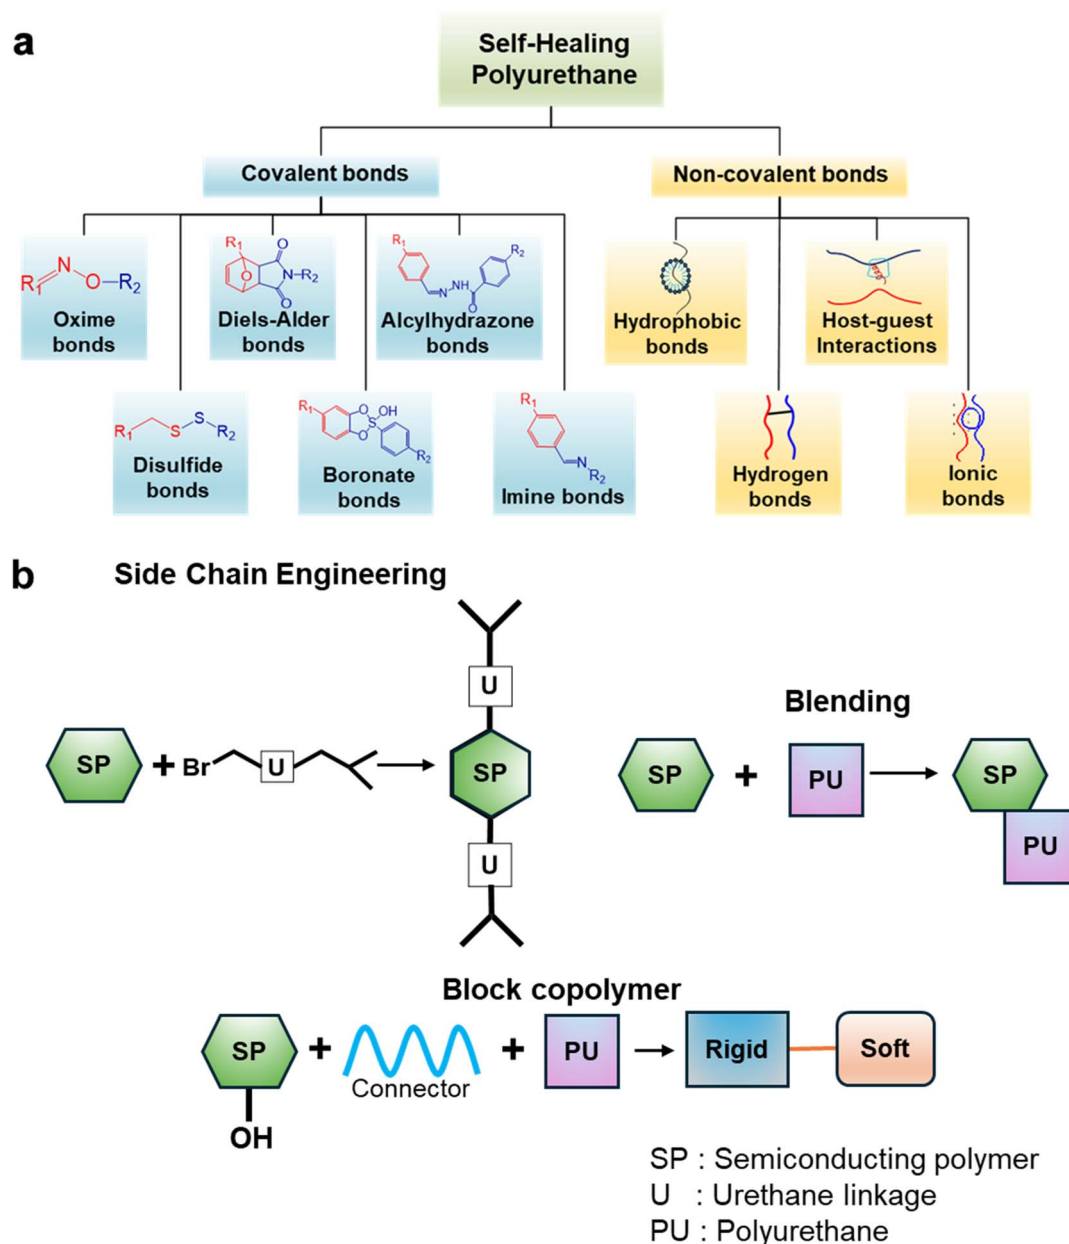 a
Self-Healing
Polyurethane
Covalent bonds
Non-covalent bonds
R1 N O R2
Oxime
bonds
R1 O O N R2 O
Diels-Alder
bonds
R1 N NH O R2
Alcylhydrazone
bonds
Hydrophobic
bonds
Host-guest
Interactions
R1 S S R2
Disulfide
bonds
R1 O OH S O R2
Boronate
bonds
R1 N R2
Imine bonds
Hydrogen
bonds
Ionic
bonds
b
Side Chain Engineering
U
SP + Br U SP
U
Blending
SP + PU SP
PU
Block copolymer
SP + + PU Rigid Soft
Connector
OH
SP : Semiconducting polymer
U : Urethane linkage
PU : Polyurethane